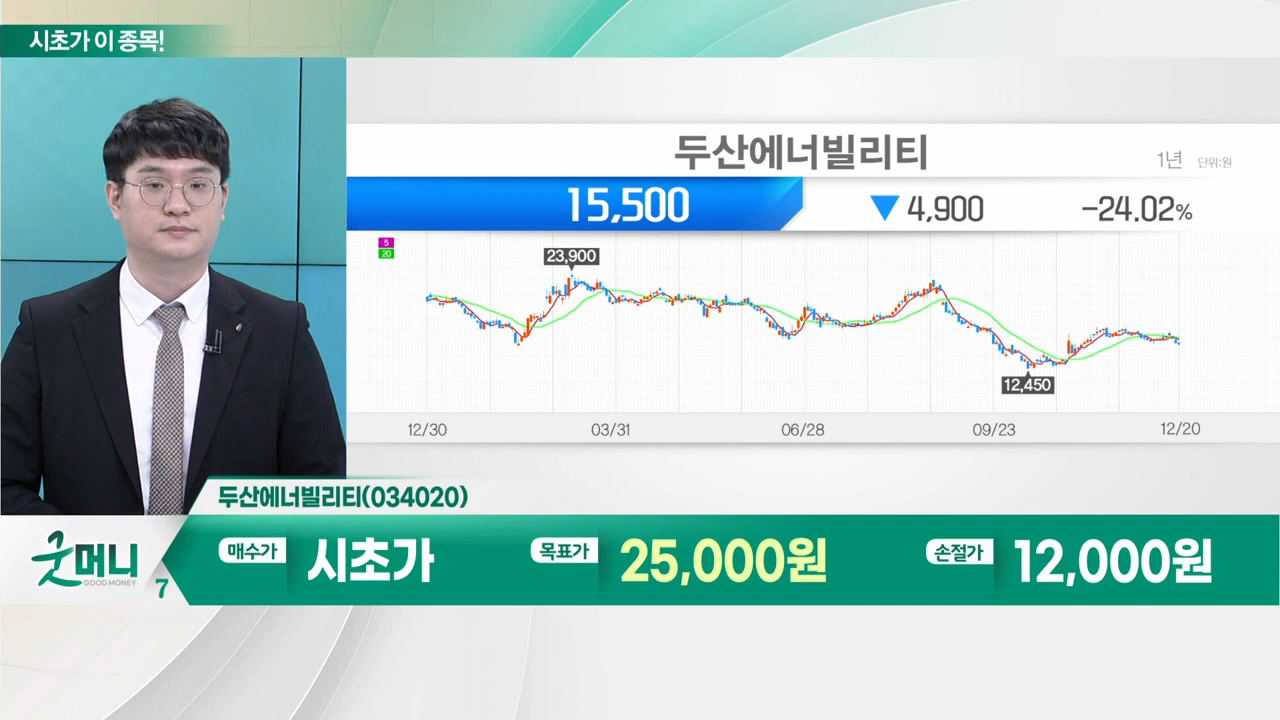 시초가 이 종목!
두산에너빌리티
1년 단위:원
15,500 ▼ 4,900 -24.02%
5
20
23,900
12,450
12/30 03/31 06/28 09/23 12/20
두산에너빌리티(034020)
굿머니
GOOD MONEY
7
매수가 시초가 목표가 25,000원 손절가 12,000원